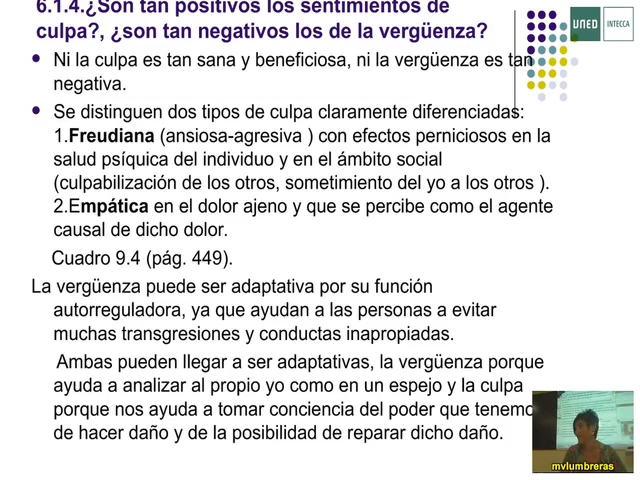 6.1.4.¿Son tan positivos los sentimientos de
culpa?, ¿son tan negativos los de la vergüenza?
Ni la culpa es tan sana y beneficiosa, ni la vergüenza es tan
negativa.
Se distinguen dos tipos de culpa claramente diferenciadas:
1.Freudiana (ansiosa-agresiva ) con efectos perniciosos en la
salud psíquica del individuo y en el ámbito social
(culpabilización de los otros, sometimiento del yo a los otros ).
2.Empática en el dolor ajeno y que se percibe como el agente
causal de dicho dolor.
Cuadro 9.4 (pág. 449).
La vergüenza puede ser adaptativa por su función
autorreguladora, ya que ayudan a las personas a evitar
muchas transgresiones y conductas inapropiadas.
Ambas pueden llegar a ser adaptativas, la vergüenza porque
ayuda a analizar al propio yo como en un espejo y la culpa
porque nos ayuda a tomar conciencia del poder que tenemo
de hacer daño y de la posibilidad de reparar dicho daño.
UNED
INTECCA
mvlumbreras